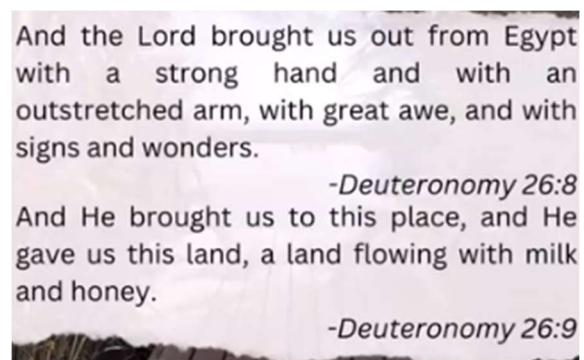 And the Lord brought us out from Egypt
with a strong hand and with an
outstretched arm, with great awe, and with
signs and wonders.
-Deuteronomy 26:8
And He brought us to this place, and He
gave us this land, a land flowing with milk
and honey.
-Deuteronomy 26:9